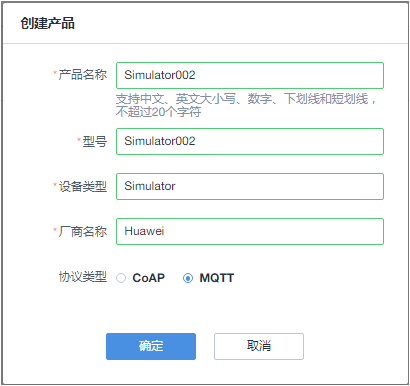 创建产品
*产品名称 Simulator002
支持中文、英文大小写、数字、下划线和短划线，
不超过20个字符
*型号 Simulator002
*设备类型 Simulator
*厂商名称 Huawei
协议类型 CoAP MQTT
确定 取消